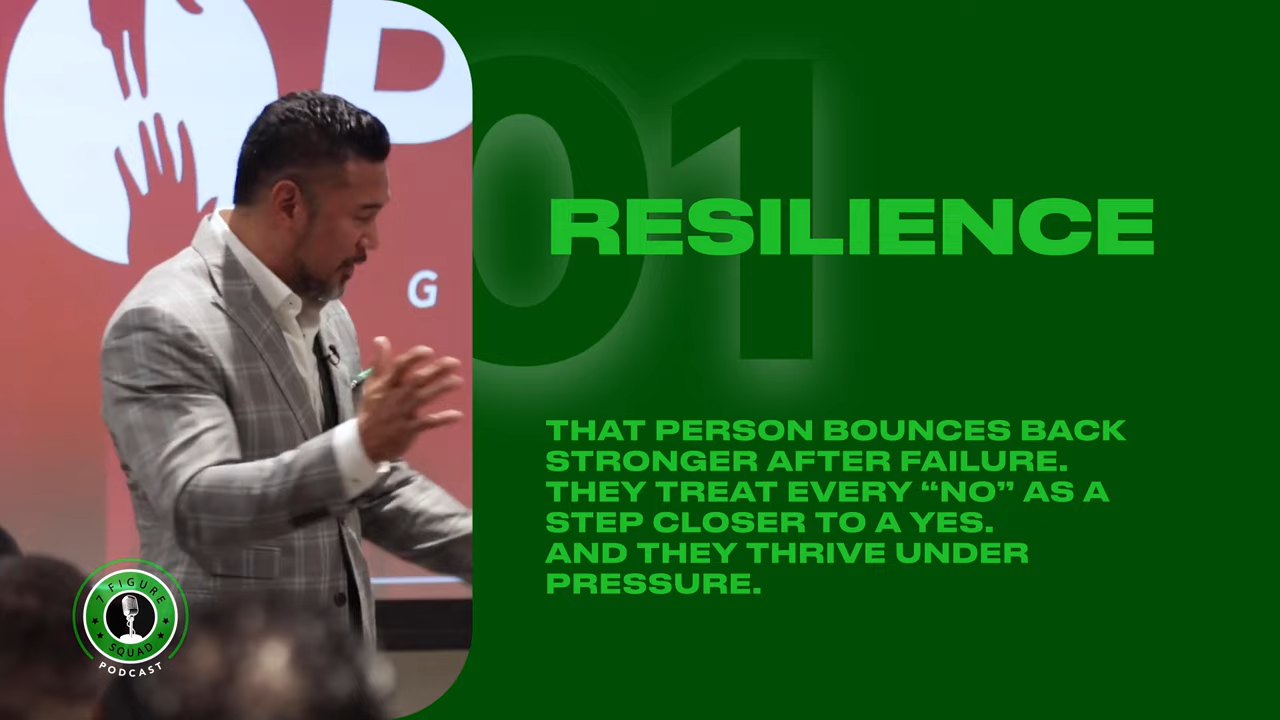 P
G
01
RESILIENCE
THAT PERSON BOUNCES BACK
STRONGER AFTER FAILURE.
THEY TREAT EVERY “NO” AS A
STEP CLOSER TO A YES.
AND THEY THRIVE UNDER
PRESSURE.
7 FIGURE
SQUAD
PODCAST